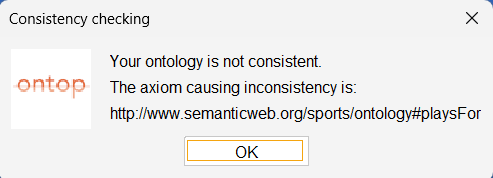 Consistency checking
ontop
Your ontology is not consistent.
The axiom causing inconsistency is:
http://www.semanticweb.org/sports/ontology#playsFor
OK